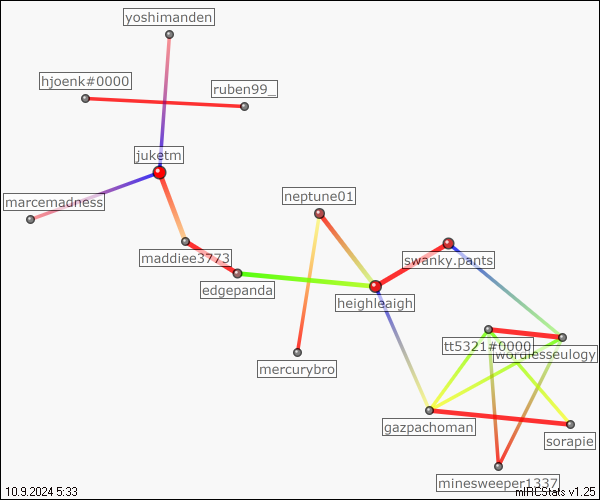 yoshimanden
hjoenk#0000
ruben99_
juketm
marcemadness
neptune01
maddiee3773
swanky.pants
edgepanda
heighleaigh
tt5321#0000
wordlesseulogy
mercurybro
gazpachoman
sorapie
minesweeper1337
10.9.2024 5:33
mIRCStats v1.25